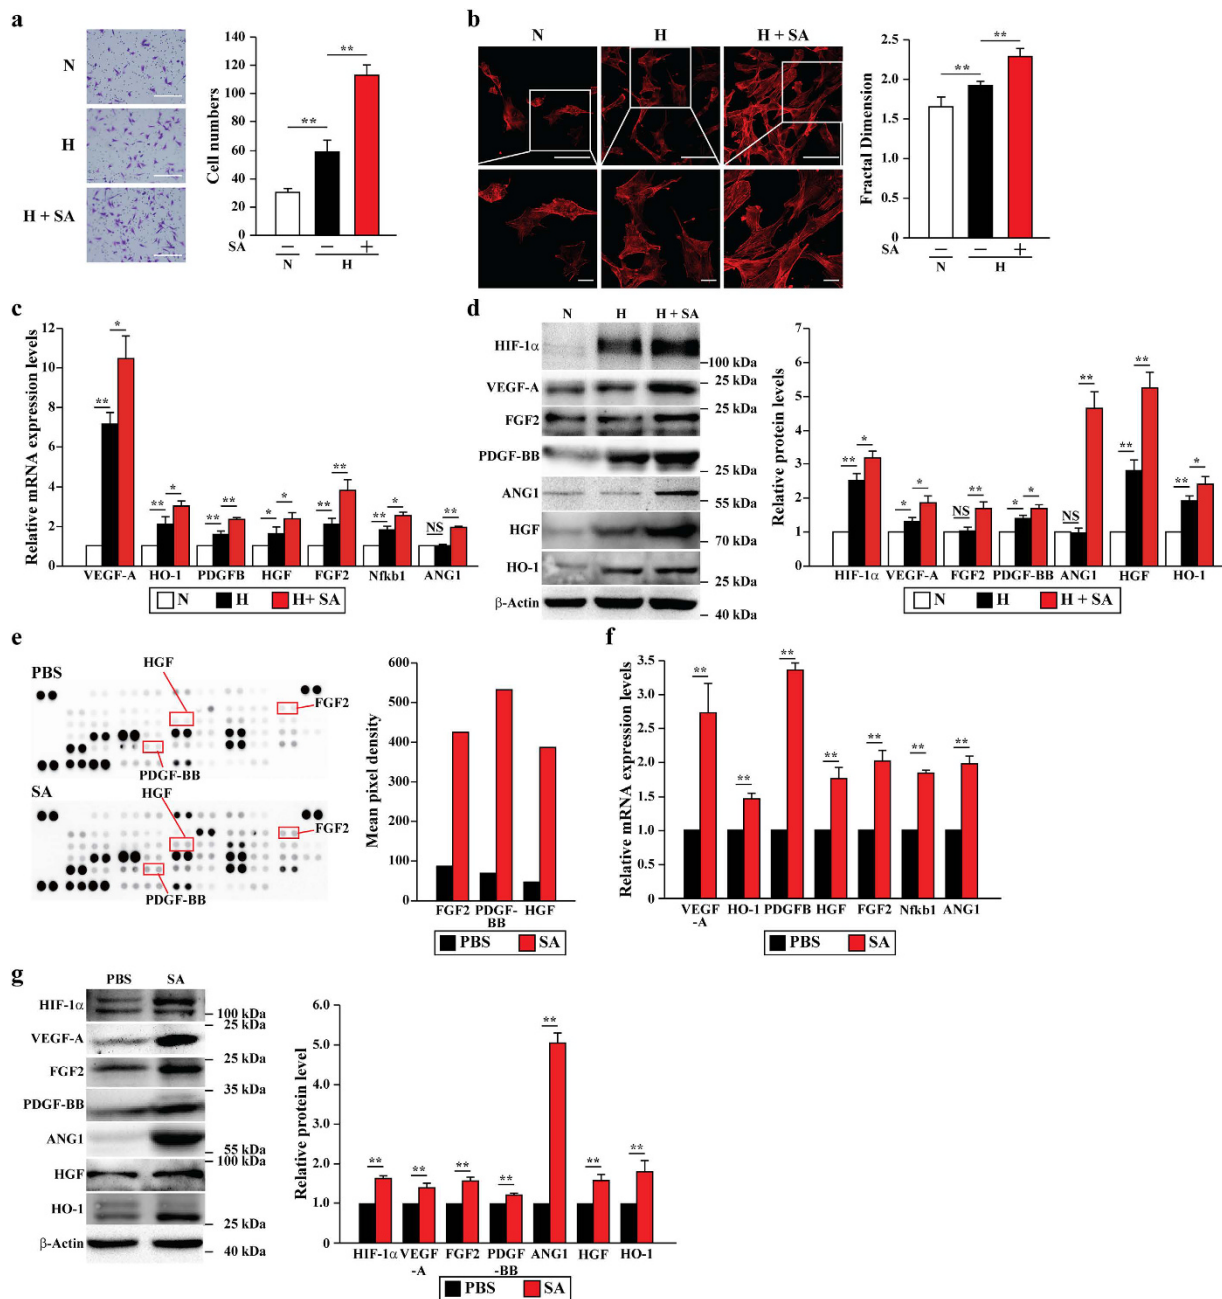 a
N
H
H + SA
Cell numbers
140
120
100
80
60
40
20
0
**
**
SA
−
−
+
N
H
b
N
H
H + SA
Fractal Dimension
2.5
2.0
1.5
1.0
0.5
0
**
**
SA
−
−
+
N
H
c
Relative mRNA expression levels
12
10
8
6
4
2
0
**
*
**
*
**
**
*
*
**
**
**
*
NS
**
VEGF-A
HO-1
PDGFB
HGF
FGF2
Nfkb1
ANG1
N
H
H+ SA
d
N
H
H + SA
HIF-1α
100 kDa
VEGF-A
25 kDa
25 kDa
FGF2
PDGF-BB
25 kDa
ANG1
55 kDa
HGF
70 kDa
HO-1
25 kDa
β-Actin
40 kDa
Relative protein levels
7
6
5
4
3
2
1
0
**
*
*
*
NS
**
*
*
NS
**
**
**
**
*
HIF-1α
VEGF-A
FGF2
PDGF-BB
ANG1
HGF
HO-1
N
H
H + SA
e
PBS
HGF
FGF2
PDGF-BB
SA
HGF
FGF2
PDGF-BB
Mean pixel density
600
500
400
300
200
100
0
FGF2
PDGF-
BB
HGF
PBS
SA
f
Relative mRNA expression levels
3.5
3.0
2.5
2.0
1.5
1.0
0.5
0
**
**
**
**
**
**
**
VEGF
-A
HO-1
PDGFB
HGF
FGF2
Nfkb1
ANG1
PBS
SA
g
PBS
SA
HIF-1α
100 kDa
25 kDa
VEGF-A
25 kDa
FGF2
35 kDa
PDGF-BB
ANG1
55 kDa
100 kDa
HGF
HO-1
25 kDa
β-Actin
40 kDa
Relative protein level
6.0
5.0
4.0
3.0
2.0
1.0
0
**
**
**
**
**
**
**
HIF-1α
VEGF
-A
FGF2
PDGF
-BB
ANG1
HGF
HO-1
PBS
SA